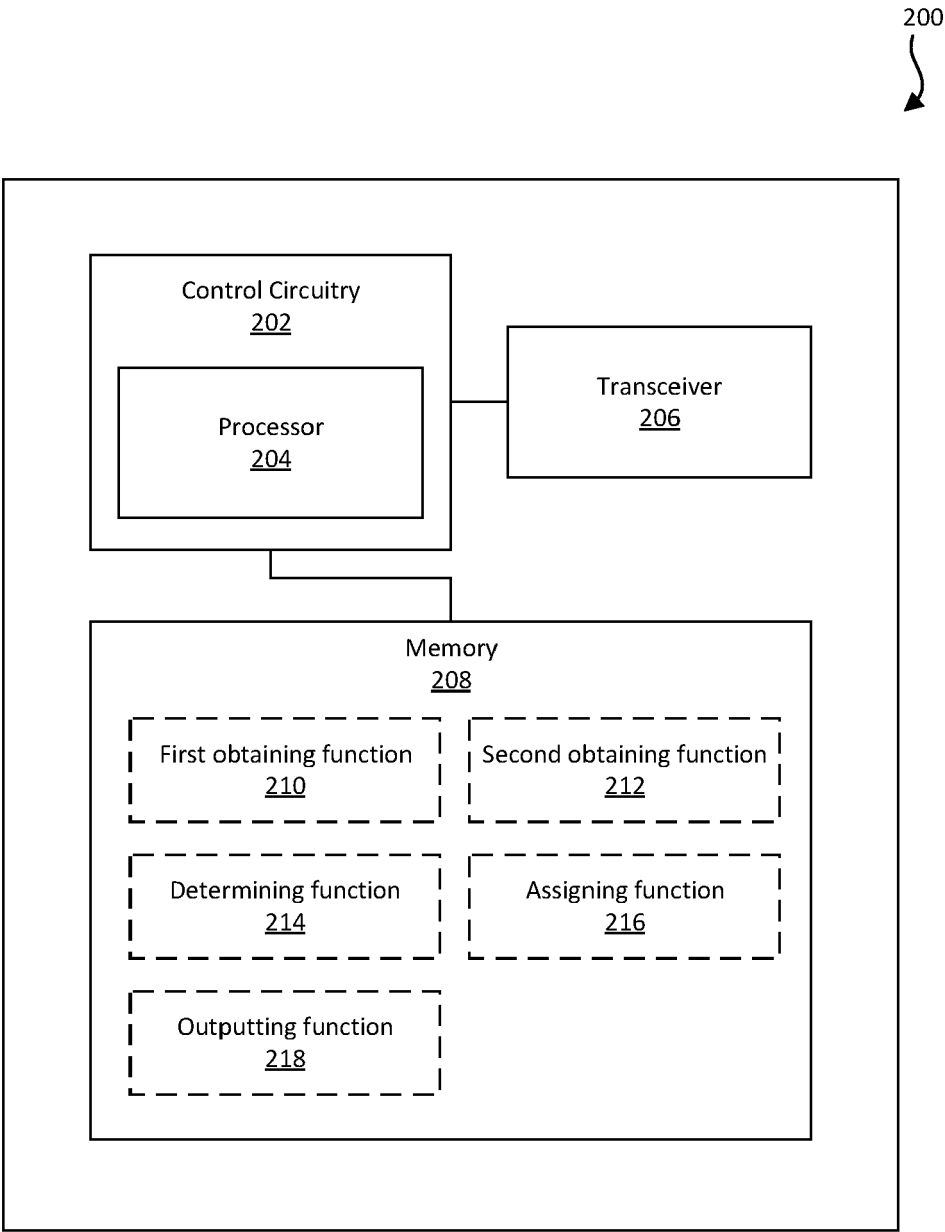 200
Control Circuitry
202
Processor
204
Transceiver
206
Memory
208
First obtaining function
210
Second obtaining function
212
Determining function
214
Assigning function
216
Outputting function
218